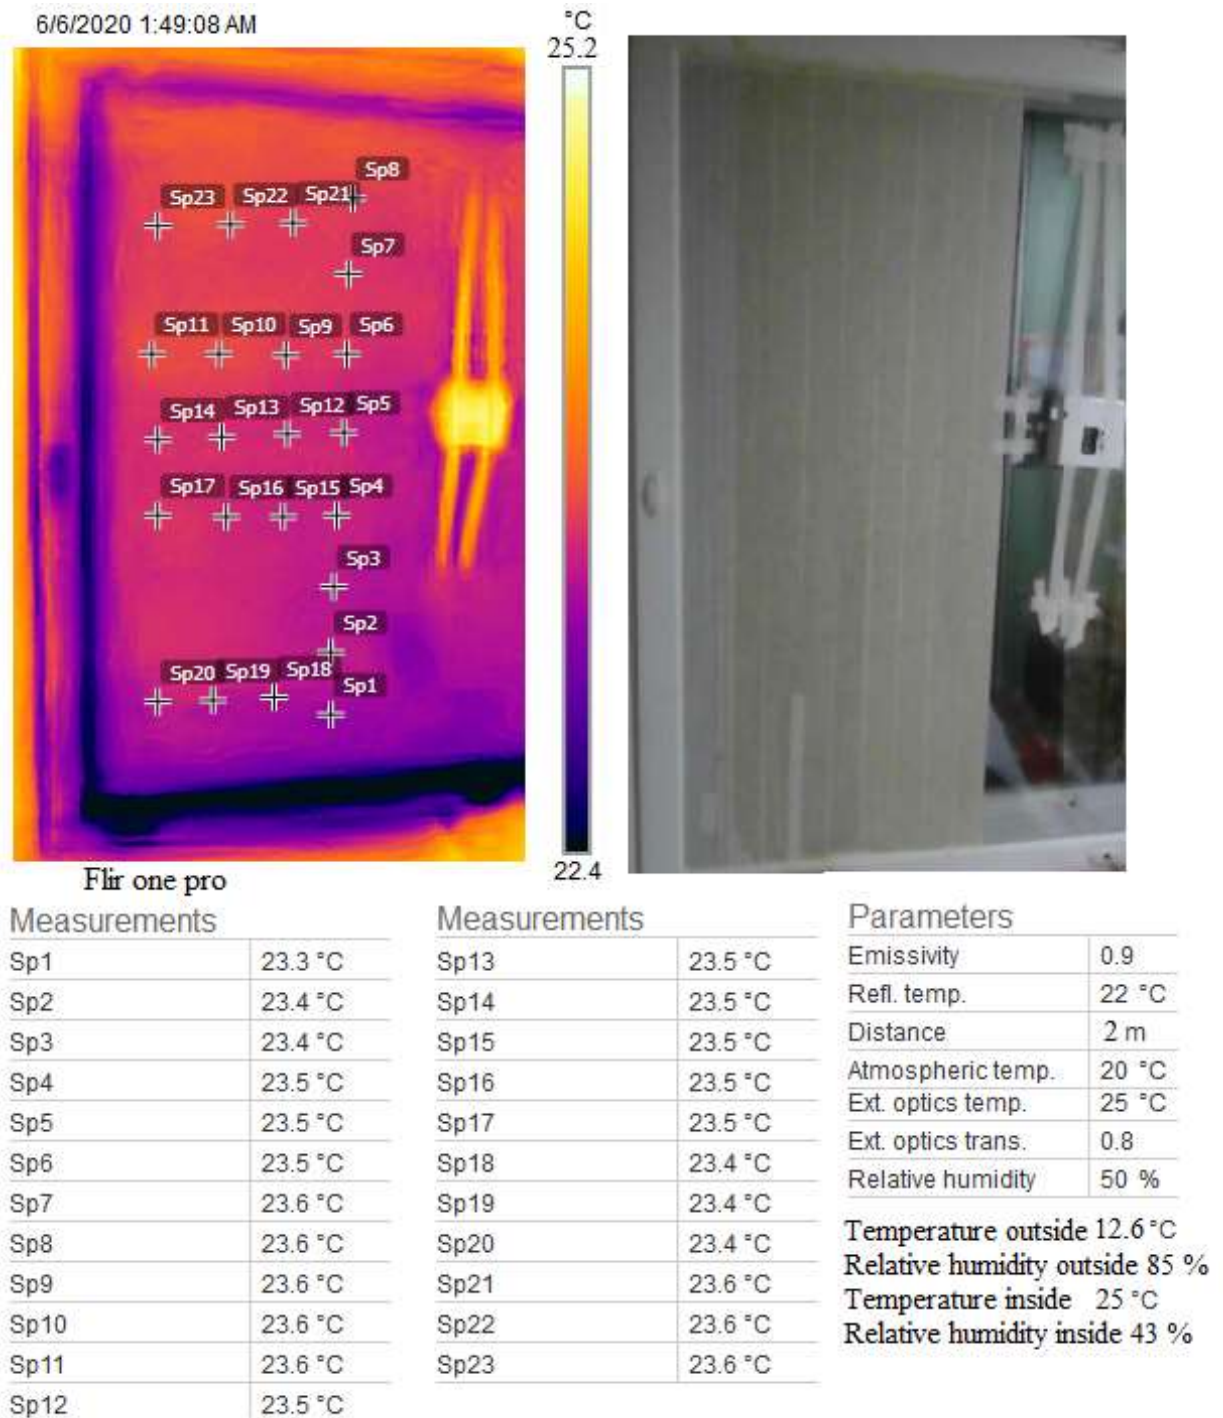 6/6/2020 1:49:08 AM
°C
25.2
Sp8
Sp23 Sp22 Sp21
Sp7
Sp11 Sp10 Sp9 Sp6
Sp14 Sp13 Sp12 Sp5
Sp17 Sp16 Sp15 Sp4
Sp3
Sp2
Sp20 Sp19 Sp18
Sp1
22.4
Flir one pro
Measurements
Sp1 23.3 °C
Sp2 23.4 °C
Sp3 23.4 °C
Sp4 23.5 °C
Sp5 23.5 °C
Sp6 23.5 °C
Sp7 23.6 °C
Sp8 23.6 °C
Sp9 23.6 °C
Sp10 23.6 °C
Sp11 23.6 °C
Sp12 23.5 °C
Measurements
Sp13 23.5 °C
Sp14 23.5 °C
Sp15 23.5 °C
Sp16 23.5 °C
Sp17 23.5 °C
Sp18 23.4 °C
Sp19 23.4 °C
Sp20 23.4 °C
Sp21 23.6 °C
Sp22 23.6 °C
Sp23 23.6 °C
Parameters
Emissivity 0.9
Refl. temp. 22 °C
Distance 2 m
Atmospheric temp. 20 °C
Ext. optics temp. 25 °C
Ext. optics trans. 0.8
Relative humidity 50 %
Temperature outside 12.6 °C
Relative humidity outside 85 %
Temperature inside 25 °C
Relative humidity inside 43 %